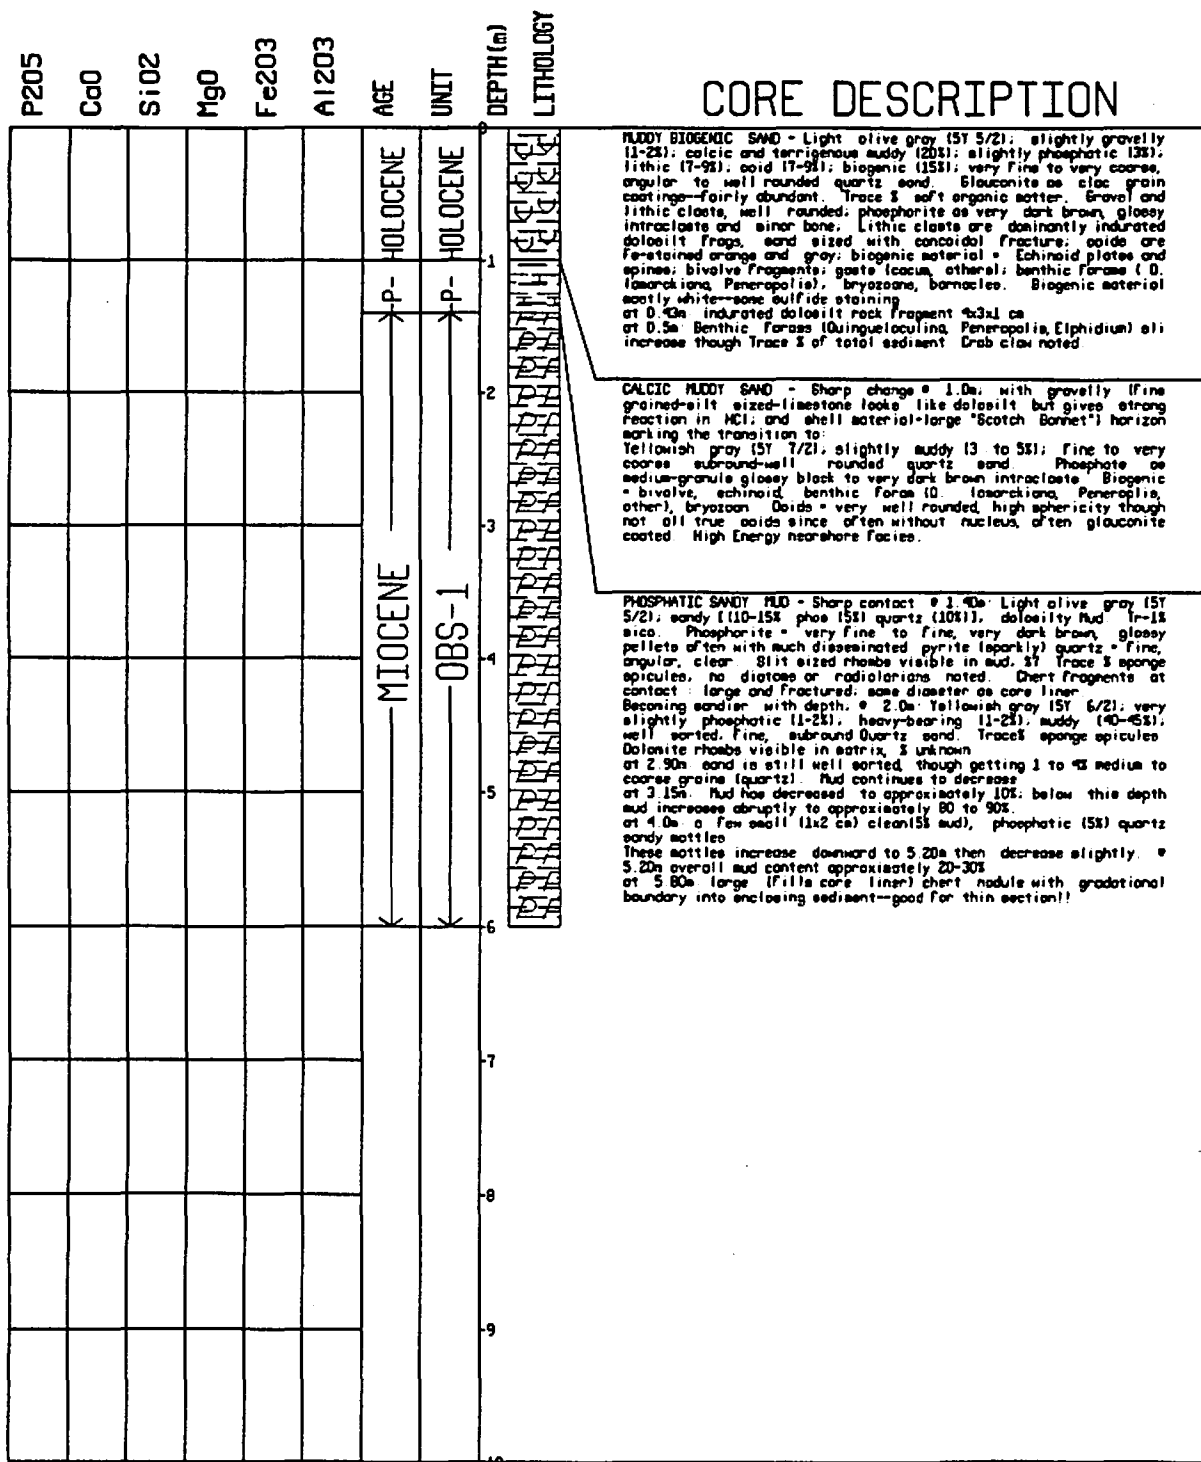 P2O5
CaO
SiO2
MgO
Fe2O3
Al2O3
AGE
UNIT
DEPTH(m)
LITHOLOGY
CORE DESCRIPTION
0
-1
-2
-3
-4
-5
-6
-7
-8
-9
-P- HOLOCENE
-P- HOLOCENE
MIOCENE
OBS-1
MUDDY BIOGENIC SAND - Light olive gray (5Y 5/2); slightly gravelly
(1-2%); calcic and terrigenous muddy (20%); slightly phosphatic (3%);
lithic (7-9%); ooid (7-9%); biogenic (15%); very fine to very coarse,
angular to well rounded quartz sand. Glauconite as grain
coatings--fairly abundant. Trace % soft organic matter. Gravel and
lithic clasts, well rounded; phosphorite as very dark brown, glossy
intraclasts and minor bone; Lithic clasts are dominantly indurated
dolosilt frags, sand sized with concoidal fracture; ooids are
Fe-stained orange and gray; biogenic material = Echinoid plates and
spines; bivalve fragments; gasts (cacum, others); benthic forams ( O.
lamarckiana, Peneropolis), bryozoans, barnacles. Biogenic material
mostly white--some sulfide staining
at 0.43m indurated dolosilt rock fragment 4x3x1 cm
at 0.5m Benthic forams (Quinqueloculina, Peneropolis, Elphidium) sli
increase though Trace % of total sediment Crab claw noted
CALCIC MUDDY SAND - Sharp change @ 1.0m; with gravelly (fine
grained-silt sized-limestone looks like dolosilt but gives strong
reaction in HCl; and shell material-large "Scotch Bonnet") horizon
marking the transition to:
Yellowish gray (5Y 7/2); slightly muddy (3 to 5%); fine to very
coarse subround-well rounded quartz sand. Phosphate as
medium-granule glossy black to very dark brown intraclasts Biogenic
= bivalve, echinoid, benthic foram (O. lamarckiana, Peneroplis,
other), bryozoan Ooids = very well rounded, high sphericity though
not all true ooids since often without nucleus, often glauconite
coated High Energy nearshore facies.
PHOSPHATIC SANDY MUD - Sharp contact @ 1.40m Light olive gray (5Y
5/2); sandy [(10-15% phos (5%) quartz (10%)], dolosilty Mud. Tr-1%
mica. Phosphorite = very fine to fine, very dark brown, glossy
pellets often with much disseminated pyrite (sparkly) quartz = fine,
angular, clear Silt sized rhombs visible in mud, %? Trace % sponge
spicules, no diatoms or radiolarians noted. Chert fragments at
contact : large and fractured; same diameter as core liner
Becoming sandier with depth; @ 2.0m Yellowish gray (5Y 6/2); very
slightly phosphatic (1-2%); heavy-bearing (1-2%); muddy (40-45%);
well sorted, fine, subround Quartz sand. Trace% sponge spicules
Dolomite rhombs visible in matrix, % unknown
at 2.90m sand is still well sorted, though getting 1 to 4% medium to
coarse grains (quartz). Mud continues to decrease
at 3.15m. Mud has decreased to approximately 10%; below this depth
mud increases abruptly to approximately 80 to 90%.
at 4.0m a few small (1x2 cm) clean(5% mud), phosphatic (5%) quartz
sandy mottles
These mottles increase downward to 5.20m then decrease slightly. @
5.20m overall mud content approximately 20-30%
at 5.80m large (fills core liner) chert nodule with gradational
boundary into enclosing sediment--good for thin section!!